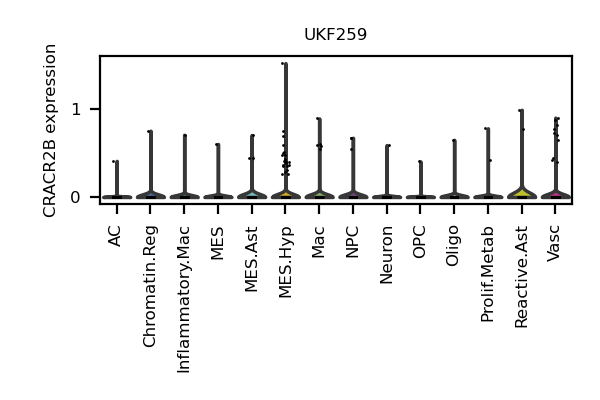 UKF259
CRACR2B expression
1
0
AC
Chromatin.Reg
Inflammatory.Mac
MES
MES.Ast
MES.Hyp
Mac
NPC
Neuron
OPC
Oligo
Prolif.Metab
Reactive.Ast
Vasc